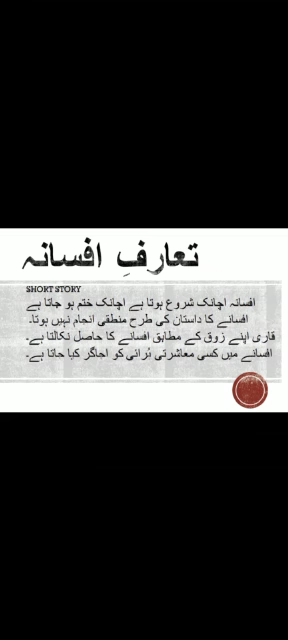 تعارفِ افسانہ
SHORT STORY
افسانہ اچانک شروع ہوتا ہے اچانک ختم ہو جاتا ہے
افسانے کا داستان کی طرح منطقی انجام نہیں ہوتا۔
قاری اپنے زوق کے مطابق افسانے کا حاصل نکالتا ہے۔
افسانے میں کسی معاشرتی بُرائی کو اجاگر کیا جاتا ہے۔